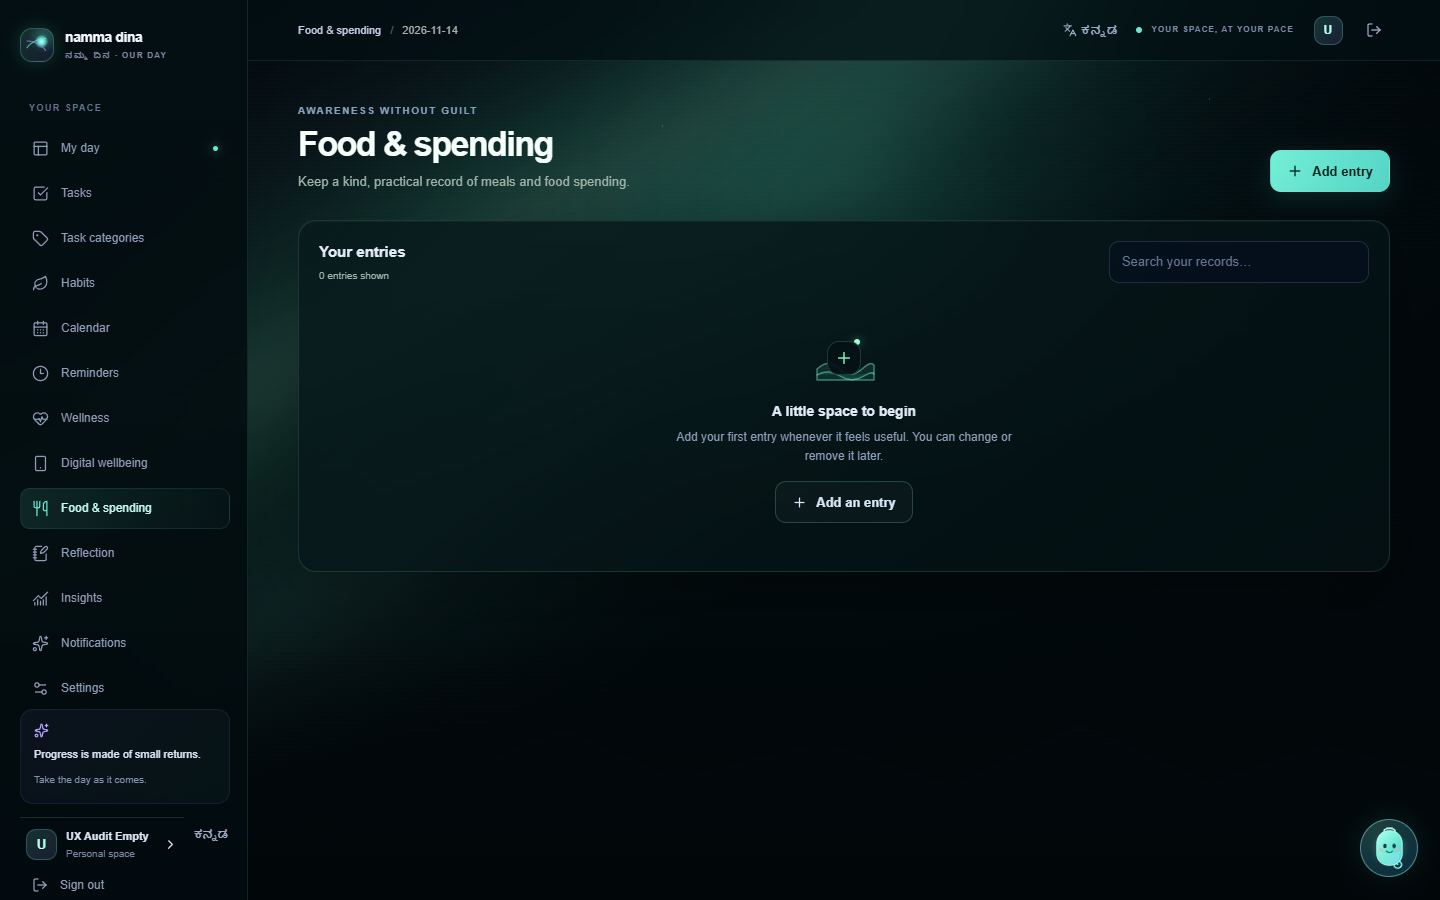 namma dina
ನಮ್ಮ ದಿನ · OUR DAY
YOUR SPACE
My day
Tasks
Task categories
Habits
Calendar
Reminders
Wellness
Digital wellbeing
Food & spending
Reflection
Insights
Notifications
Settings
Progress is made of small returns.
Take the day as it comes.
U
UX Audit Empty
Personal space
ಕನ್ನಡ
Sign out
Food & spending / 2026-11-14
ಕನ್ನಡ
YOUR SPACE, AT YOUR PACE
U
AWARENESS WITHOUT GUILT
Food & spending
Keep a kind, practical record of meals and food spending.
Add entry
Your entries
0 entries shown
Search your records...
A little space to begin
Add your first entry whenever it feels useful. You can change or
remove it later.
Add an entry